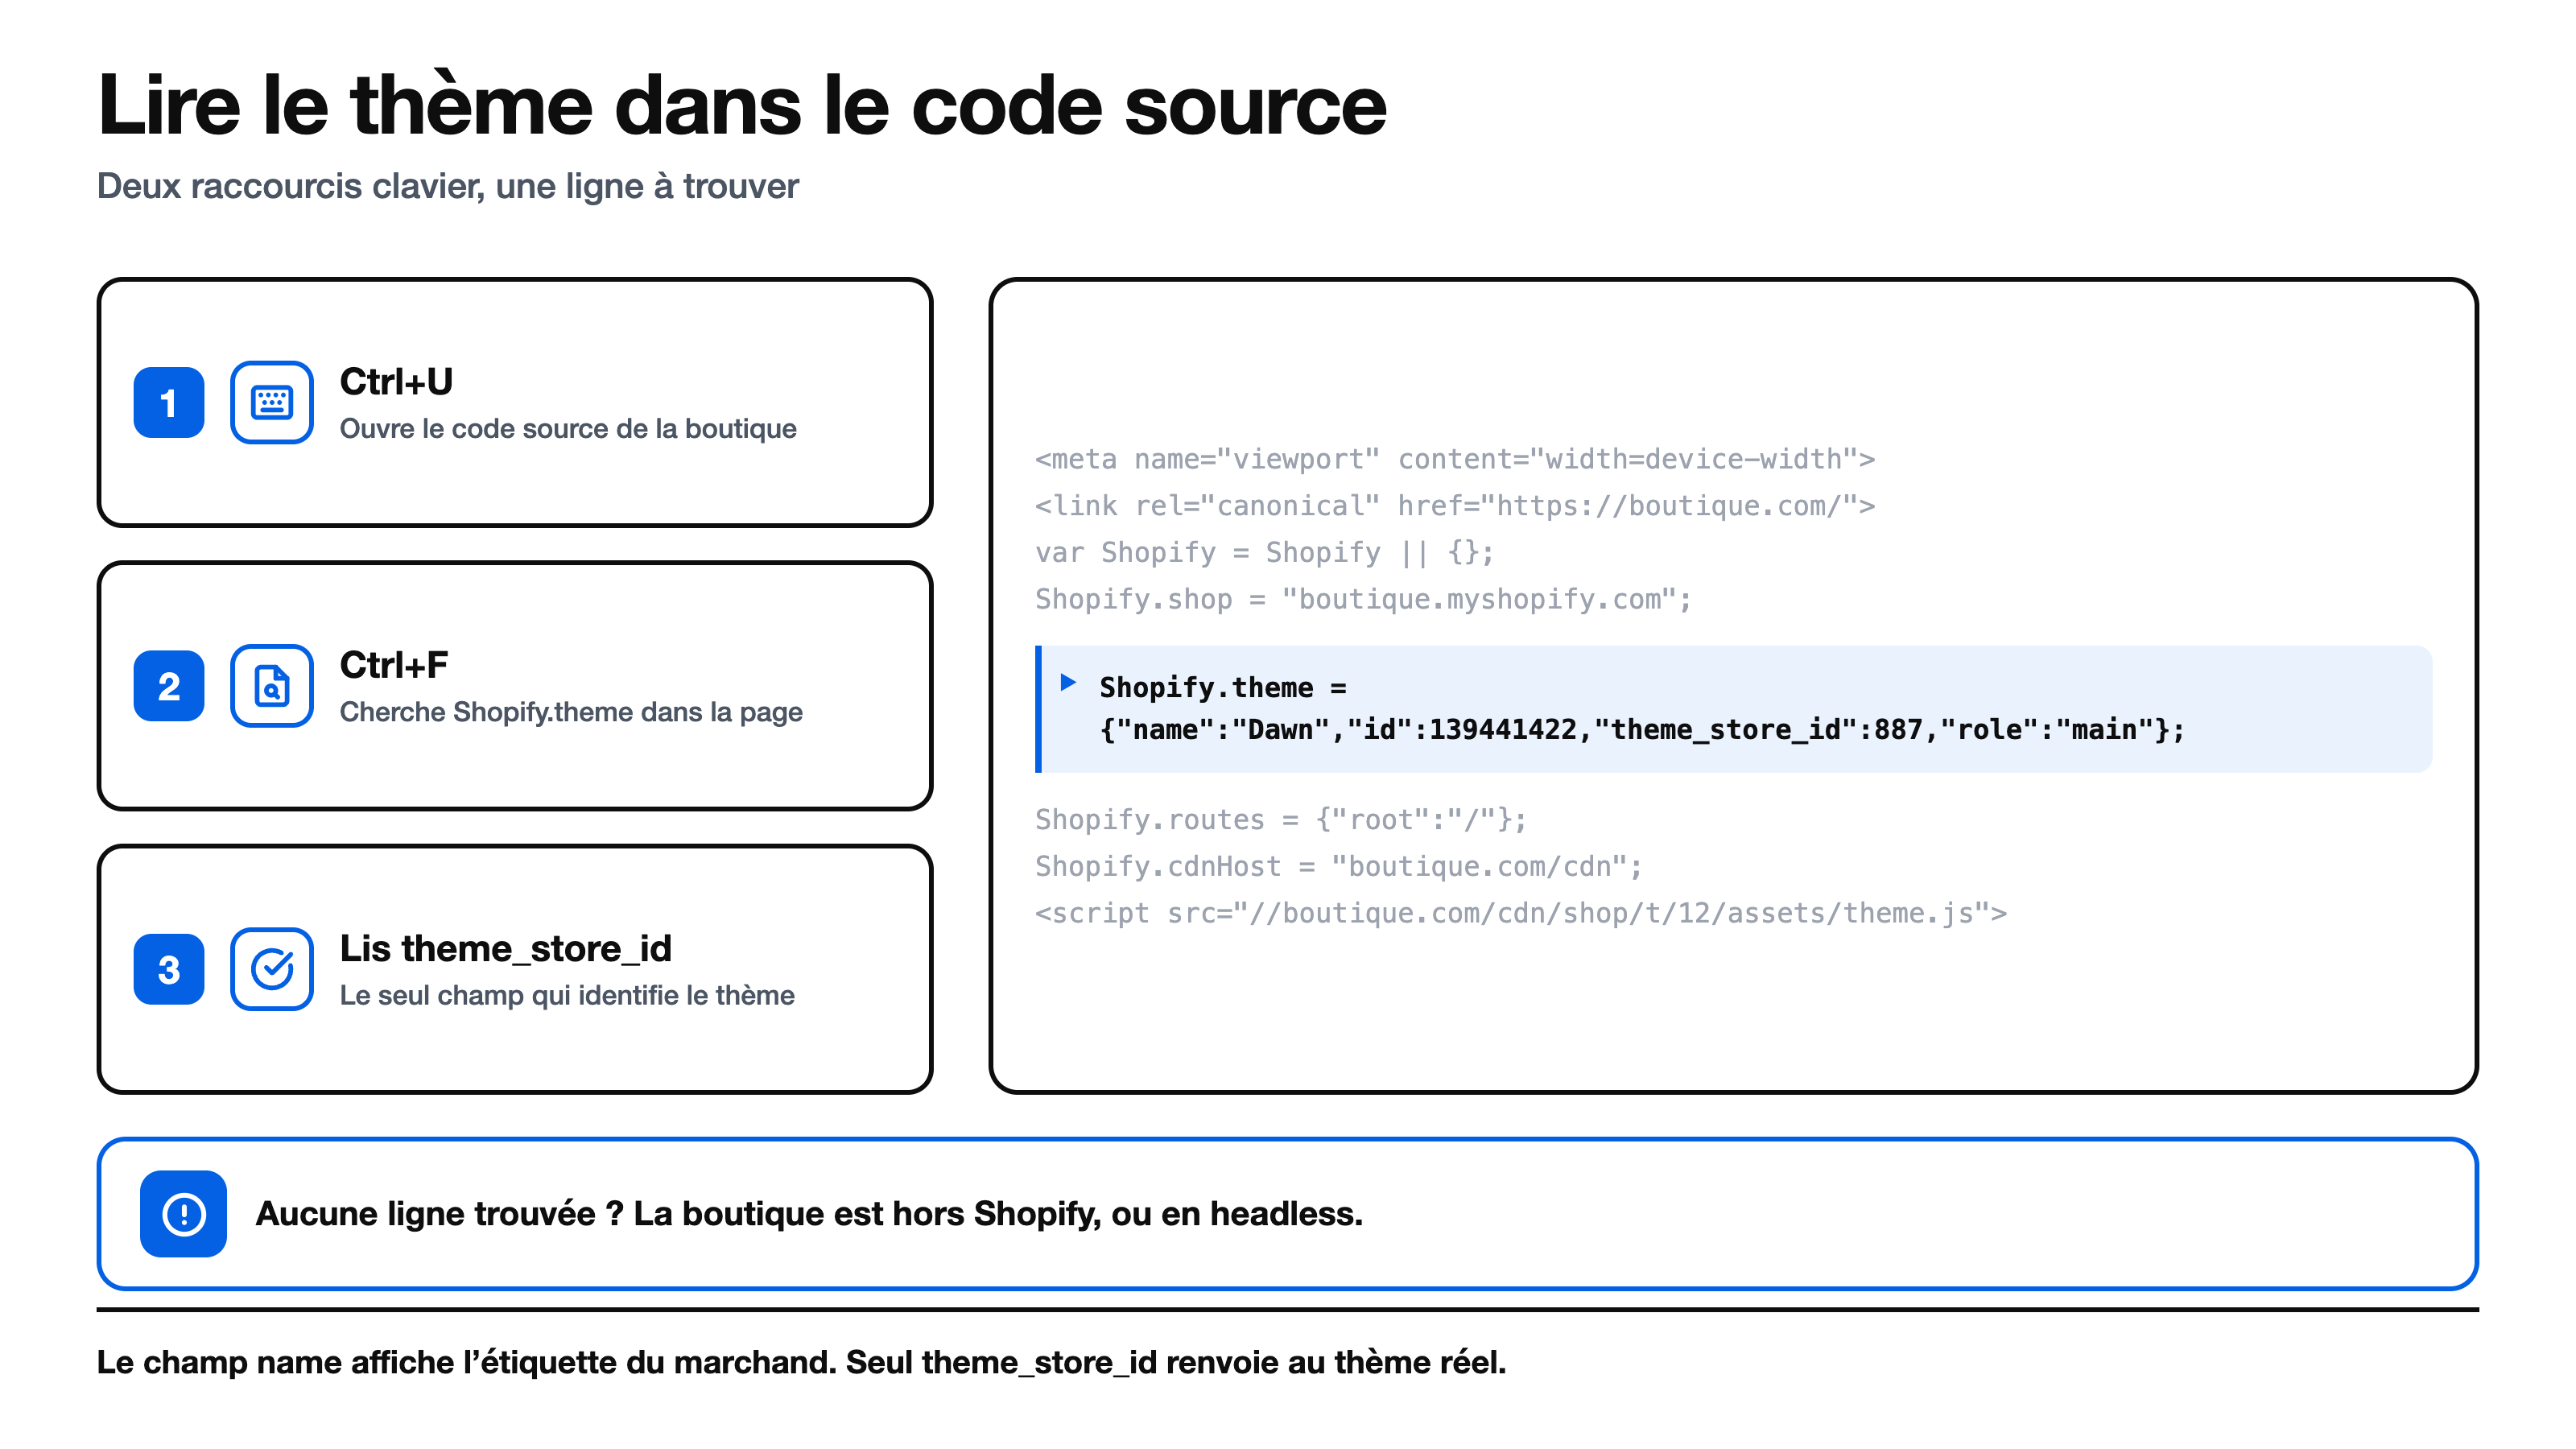 Lire le thème dans le code source
Deux raccourcis clavier, une ligne à trouver
1
Ctrl+U
Ouvre le code source de la boutique
2
Ctrl+F
Cherche Shopify.theme dans la page
3
Lis theme_store_id
Le seul champ qui identifie le thème
<meta name="viewport" content="width=device-width">
<link rel="canonical" href="https://boutique.com/">
var Shopify = Shopify || {};
Shopify.shop = "boutique.myshopify.com";
Shopify.theme =
{"name":"Dawn","id":139441422,"theme_store_id":887,"role":"main"};
Shopify.routes = {"root":"/"};
Shopify.cdnHost = "boutique.com/cdn";
<script src="//boutique.com/cdn/shop/t/12/assets/theme.js">
Aucune ligne trouvée ? La boutique est hors Shopify, ou en headless.
Le champ name affiche l’étiquette du marchand. Seul theme_store_id renvoie au thème réel.